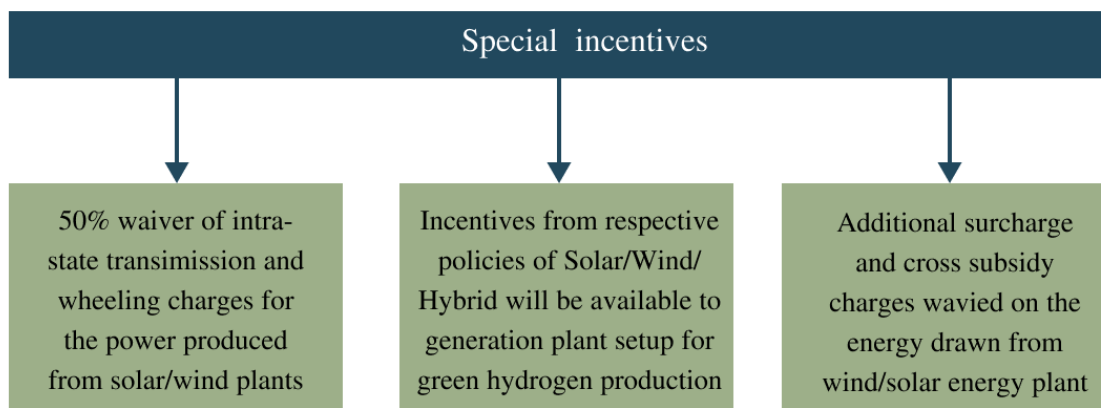 Special incentives
50% waiver of intra-
state transimission and
wheeling charges for
the power produced
from solar/wind plants
Incentives from respective
policies of Solar/Wind/
Hybrid will be available to
generation plant setup for
green hydrogen production
Additional surcharge
and cross subsidy
charges wavied on the
energy drawn from
wind/solar energy plant